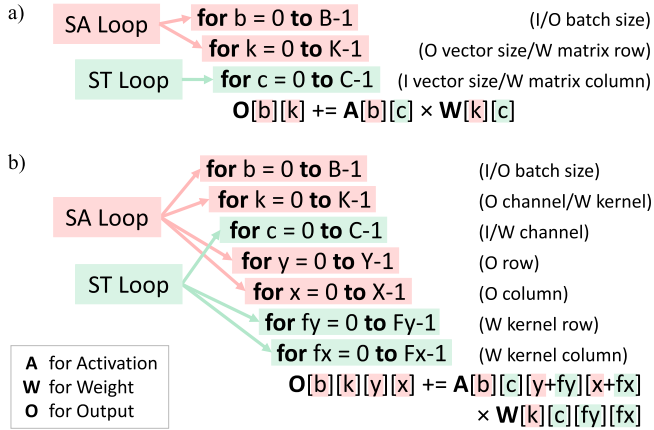 a)
SA Loop
for b = 0 to B-1 (I/O batch size)
for k = 0 to K-1 (O vector size/W matrix row)
ST Loop
for c = 0 to C-1 (I vector size/W matrix column)
O[b][k] += A[b][c] × W[k][c]
b)
for b = 0 to B-1 (I/O batch size)
for k = 0 to K-1 (O channel/W kernel)
SA Loop
for c = 0 to C-1 (I/W channel)
for y = 0 to Y-1 (O row)
ST Loop
for x = 0 to X-1 (O column)
for fy = 0 to Fy-1 (W kernel row)
for fx = 0 to Fx-1 (W kernel column)
A for Activation
W for Weight
O for Output
O[b][k][y][x] += A[b][c][y+fy][x+fx]
× W[k][c][fy][fx]